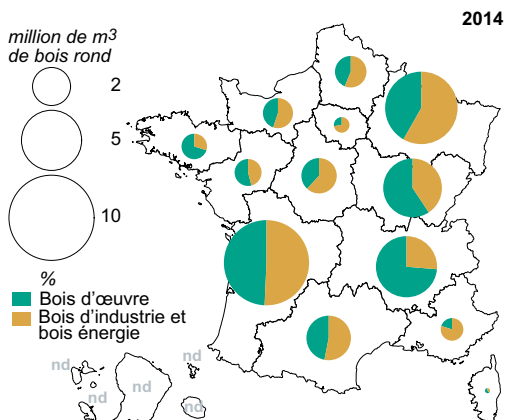 2014
million de m³
de bois rond
2
5
10
%
Bois d'œuvre
Bois d'industrie et
bois énergie
nd
nd
nd
nd
nd